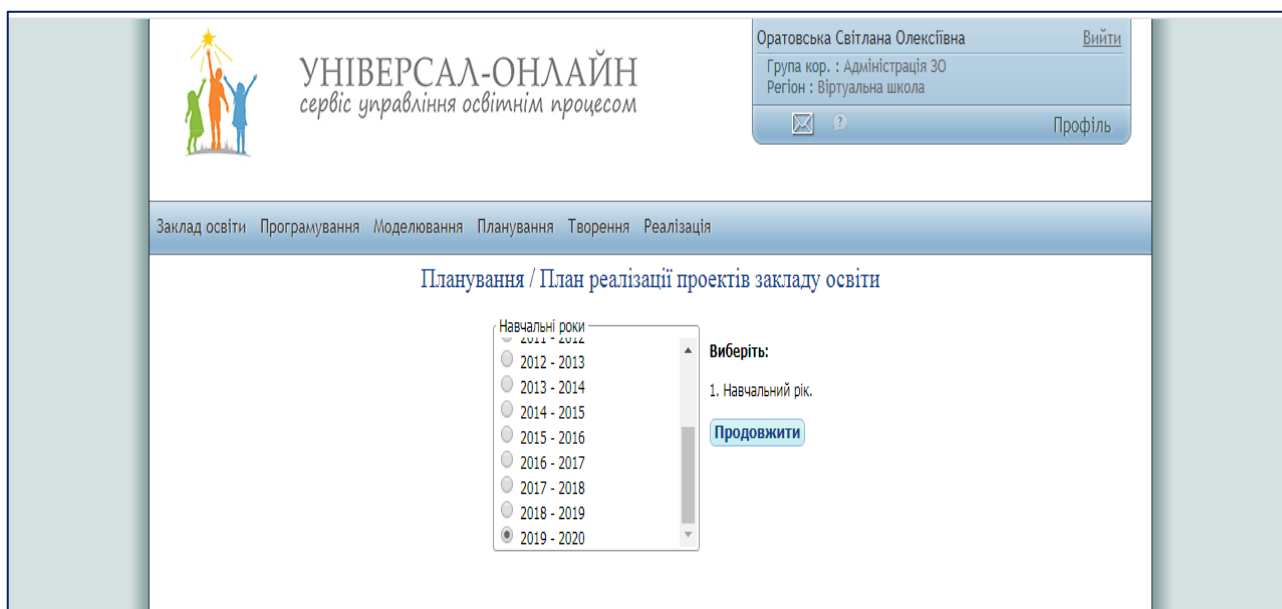 УНІВЕРСАЛ-ОНЛАЙН
сервіс управління освітнім процесом
Оратовська Світлана Олексіївна Вийти
Група кор. : Адміністрація ЗО
Регіон : Віртуальна школа
Профіль
Заклад освіти Програмування Моделювання Планування Творення Реалізація
Планування / План реалізації проектів закладу освіти
Навчальні роки
2011 - 2012
2012 - 2013
2013 - 2014
2014 - 2015
2015 - 2016
2016 - 2017
2017 - 2018
2018 - 2019
2019 - 2020
Виберіть:
1. Навчальний рік.
Продовжити